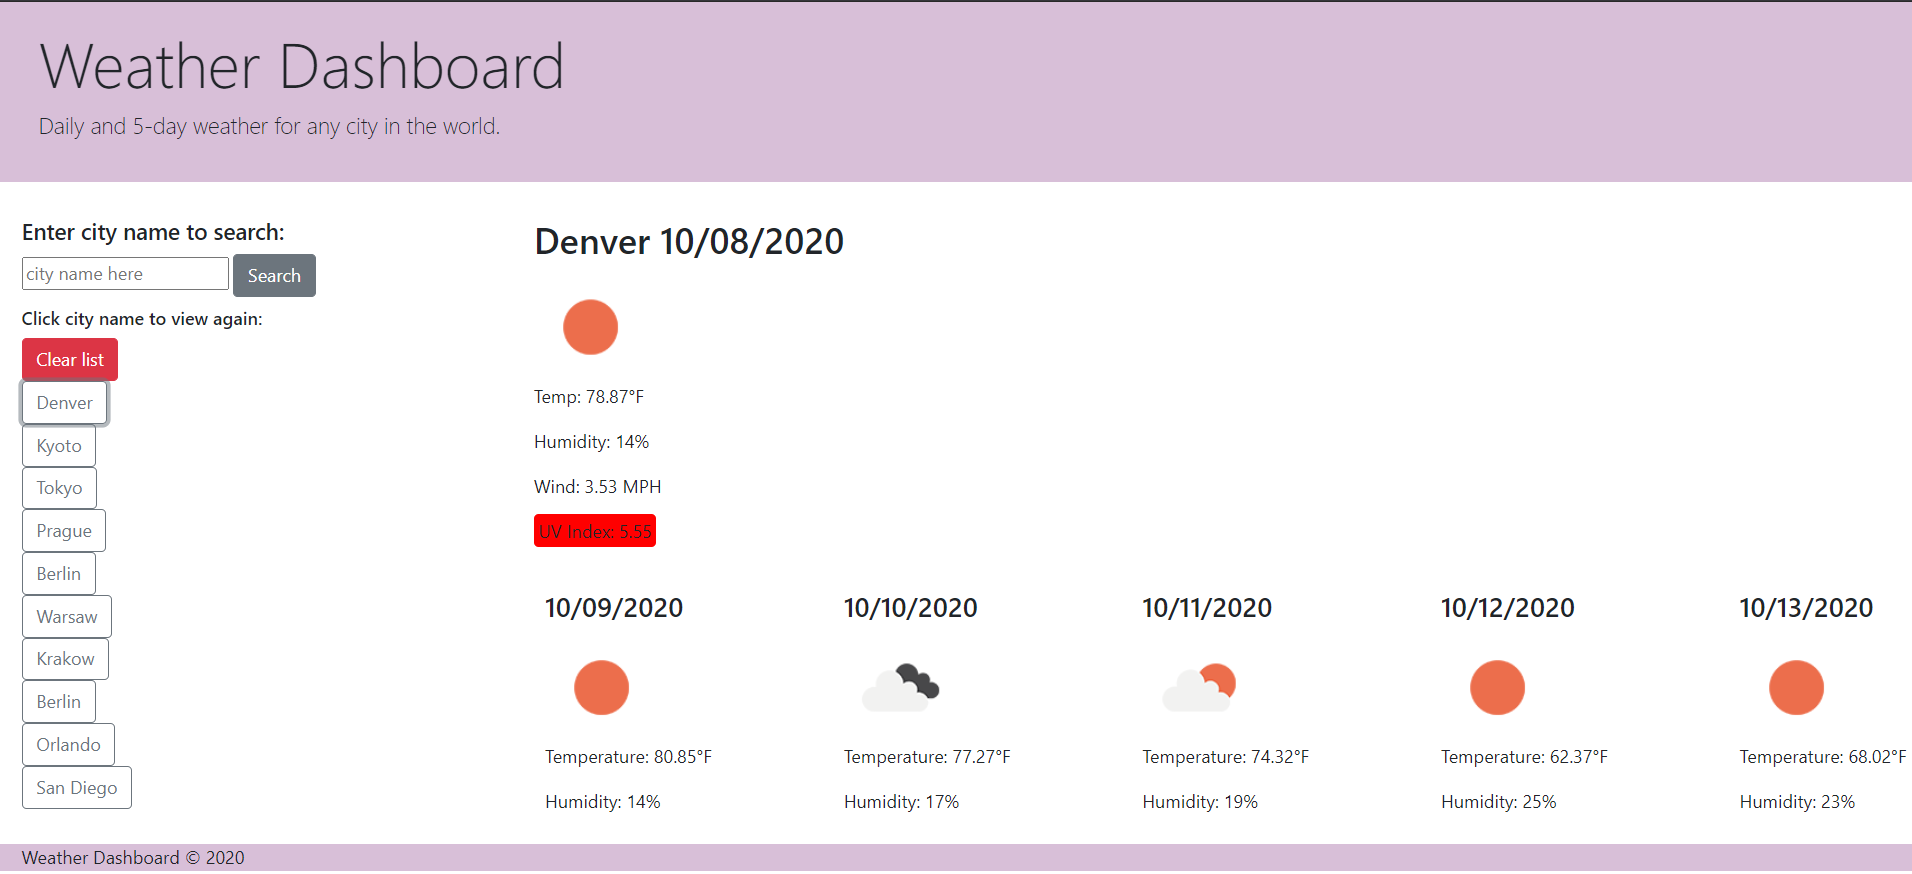 Weather Dashboard
Daily and 5-day weather for any city in the world.
Enter city name to search:
city name here Search
Click city name to view again:
Clear list
Denver
Kyoto
Tokyo
Prague
Berlin
Warsaw
Krakow
Berlin
Orlando
San Diego
Denver 10/08/2020
Temp: 78.87°F
Humidity: 14%
Wind: 3.53 MPH
UV Index: 5.55
10/09/2020
Temperature: 80.85°F
Humidity: 14%
10/10/2020
Temperature: 77.27°F
Humidity: 17%
10/11/2020
Temperature: 74.32°F
Humidity: 19%
10/12/2020
Temperature: 62.37°F
Humidity: 25%
10/13/2020
Temperature: 68.02°F
Humidity: 23%
Weather Dashboard © 2020